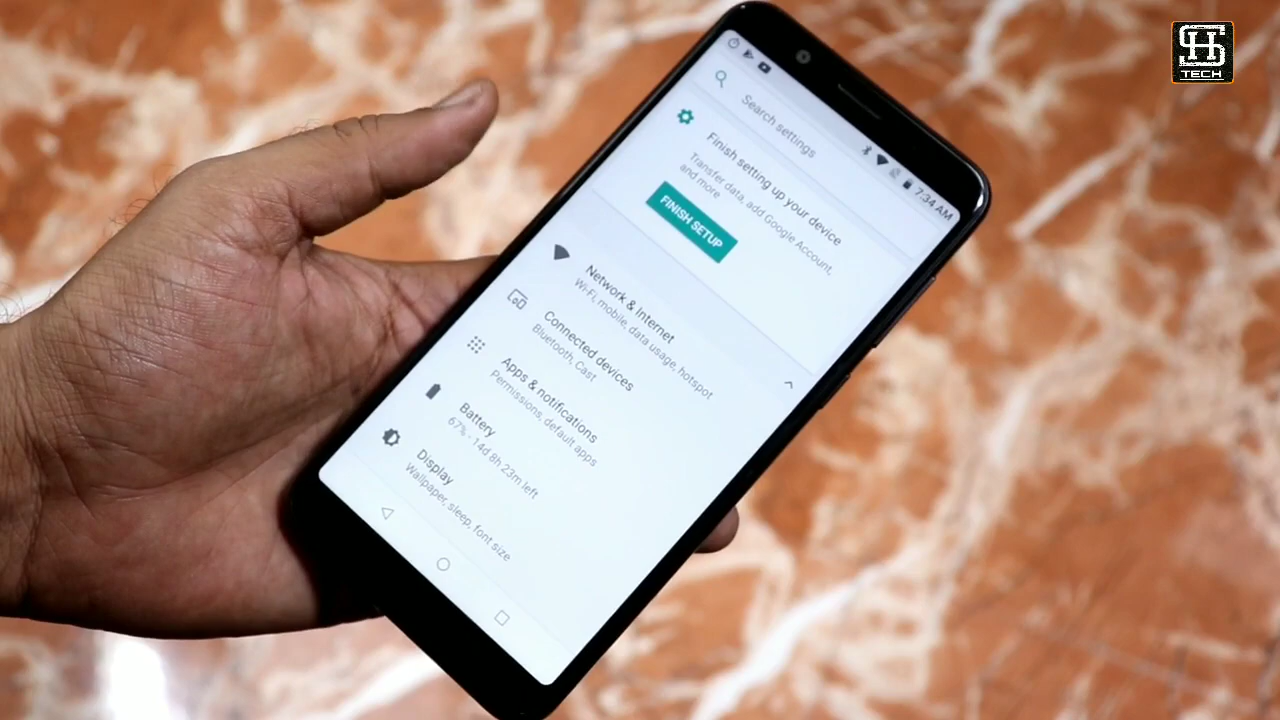 SH
TECH
7:34 AM
Search settings
Finish setting up your device
Transfer data, add Google Account,
and more
FINISH SETUP
Network & Internet
Wi-Fi, mobile, data usage, hotspot
Connected devices
Bluetooth, Cast
Apps & notifications
Permissions, default apps
Battery
67% - 14d 8h 23m left
Display
Wallpaper, sleep, font size